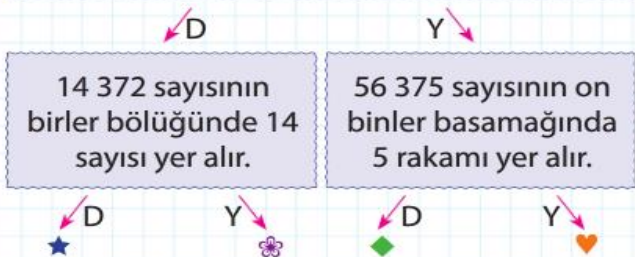 D Y
14 372 sayısının
birler bölüğünde 14
sayısı yer alır.
56 375 sayısının on
binler basamağında
5 rakamı yer alır.
D Y D Y